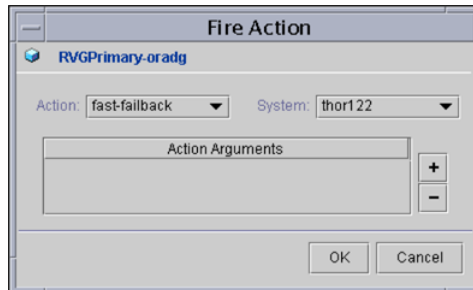 Fire Action
RVGPrimary-oradg
Action: fast-failback System: thor122
Action Arguments
+
−
OK Cancel